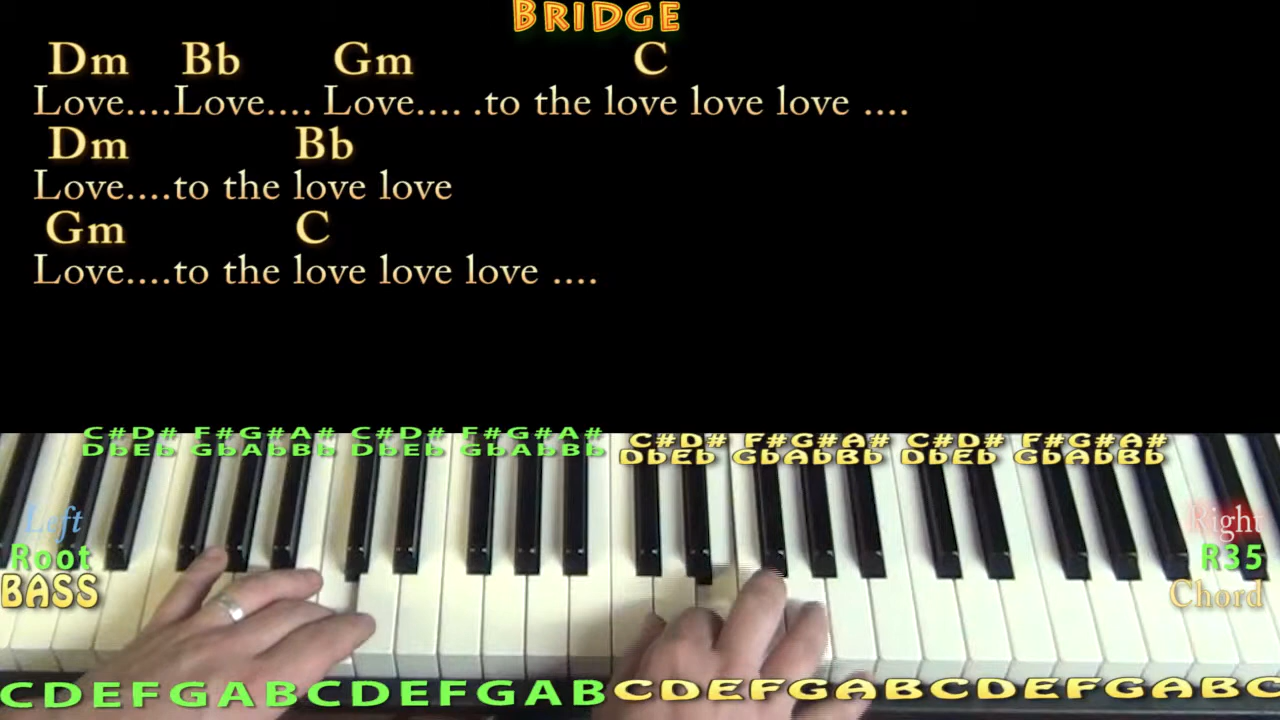 BRIDGE
Dm Bb Gm C
Love....Love.... Love.... .to the love love love ....
Dm Bb
Love....to the love love
Gm C
Love....to the love love love ....
C#D# F#G#A# C#D# F#G#A# C#D# F#G#A# C#D# F#G#A#
DbEb GbAbBb DbEb GbAbBb DbEb GbAbBb DbEb GbAbBb
Left
Root
BASS
Right
R35
Chord
CDEFGABCDEFGABCDEFGABCDEFGABC